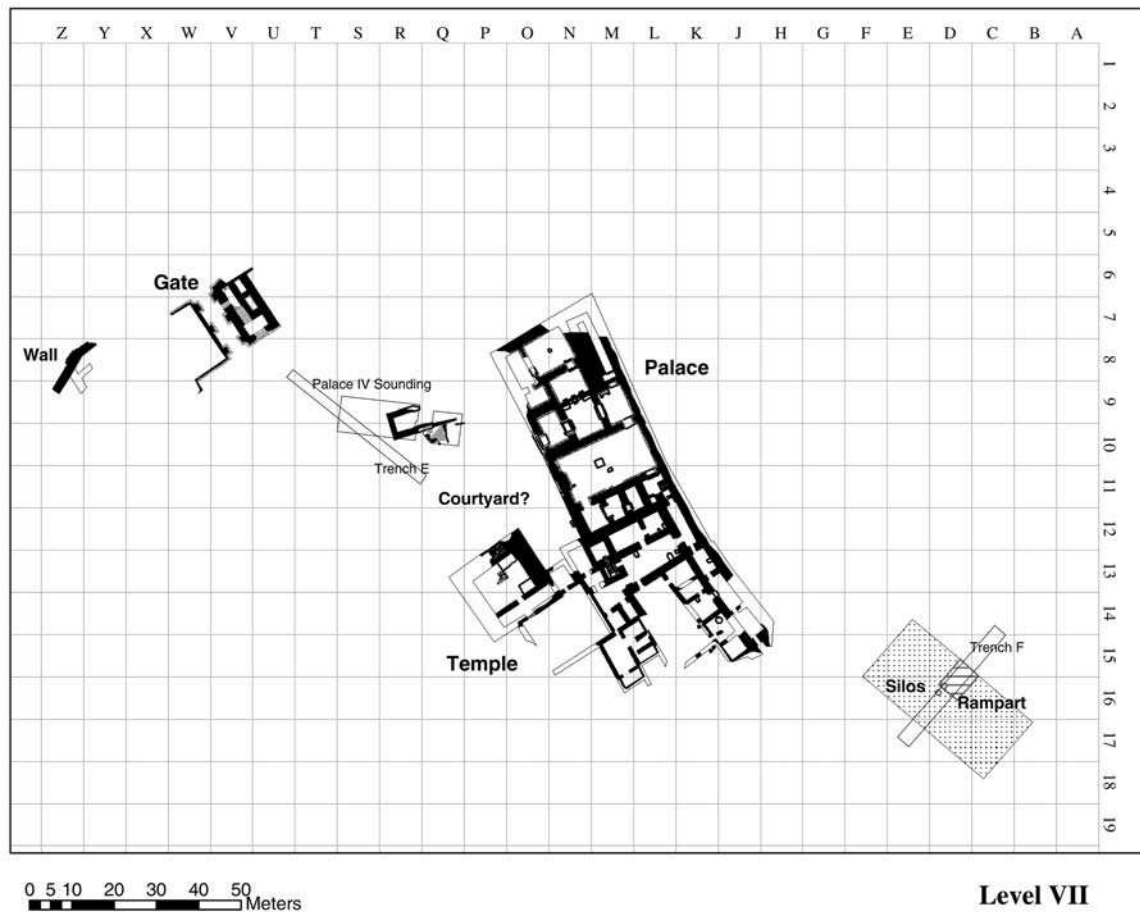 Z Y X W V U T S R Q P O N M L K J H G F E D C B A
1
2
3
4
5
6
7
8
9
10
11
12
13
14
15
16
17
18
19
Gate
Wall
Palace
Palace IV Sounding
Trench E
Courtyard?
Temple
Trench F
Silos
Rampart
0 5 10 20 30 40 50
Meters
Level VII